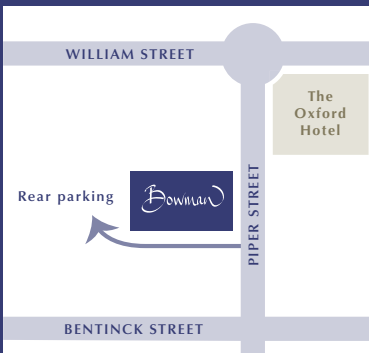 WILLIAM STREET
The
Oxford
Hotel
Rear parking
Bowman
PIPER STREET
BENTINCK STREET